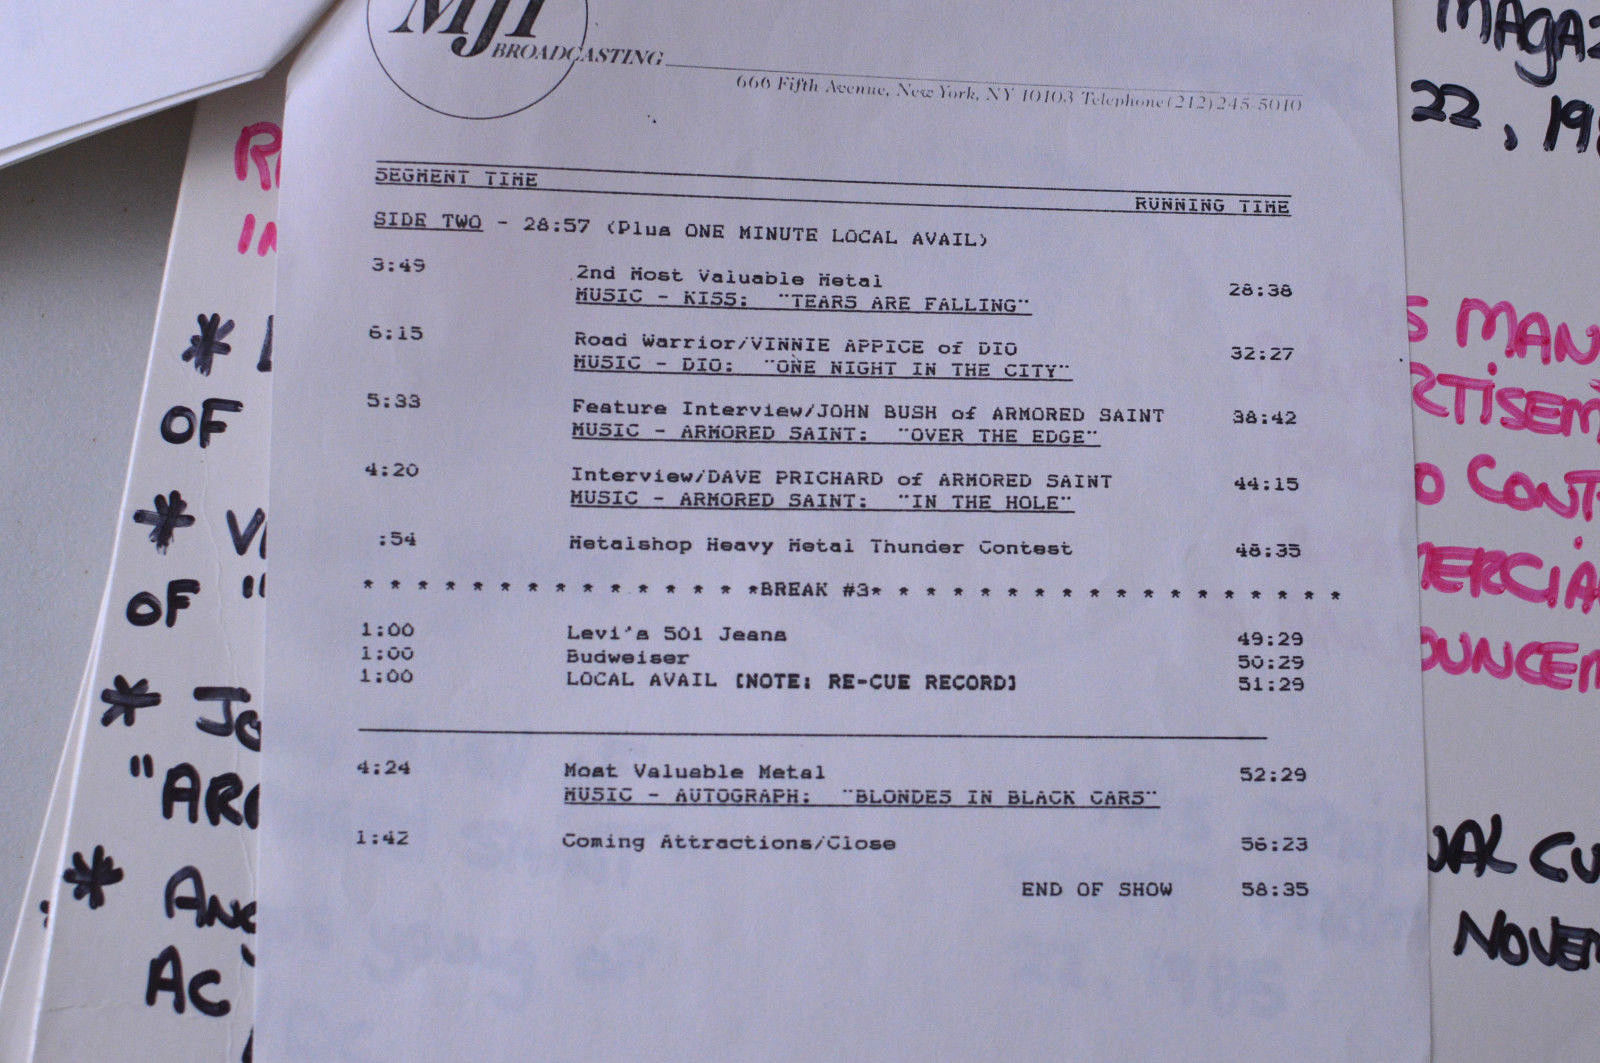 MJI
BROADCASTING
666 Fifth Avenue, New York, NY 10103 Telephone (212) 245-5010
SEGMENT TIME
RUNNING TIME
SIDE TWO - 28:57 (Plus ONE MINUTE LOCAL AVAIL)
3:49 2nd Most Valuable Metal 28:38
MUSIC - KISS: "TEARS ARE FALLING"
6:15 Road Warrior/VINNIE APPICE of DIO 32:27
MUSIC - DIO: "ONE NIGHT IN THE CITY"
5:33 Feature Interview/JOHN BUSH of ARMORED SAINT 38:42
MUSIC - ARMORED SAINT: "OVER THE EDGE"
4:20 Interview/DAVE PRICHARD of ARMORED SAINT 44:15
MUSIC - ARMORED SAINT: "IN THE HOLE"
:54 Metalshop Heavy Metal Thunder Contest 48:35
* * * * * * * * * * * * * * *BREAK #3* * * * * * * * * * * * * * * * * *
1:00 Levi's 501 Jeans 49:29
1:00 Budweiser 50:29
1:00 LOCAL AVAIL [NOTE: RE-CUE RECORD] 51:29
4:24 Most Valuable Metal 52:29
MUSIC - AUTOGRAPH: "BLONDES IN BLACK CARS"
1:42 Coming Attractions/Close 56:23
END OF SHOW 58:35
*
OF
*
OF "
*
"
*
22, 19